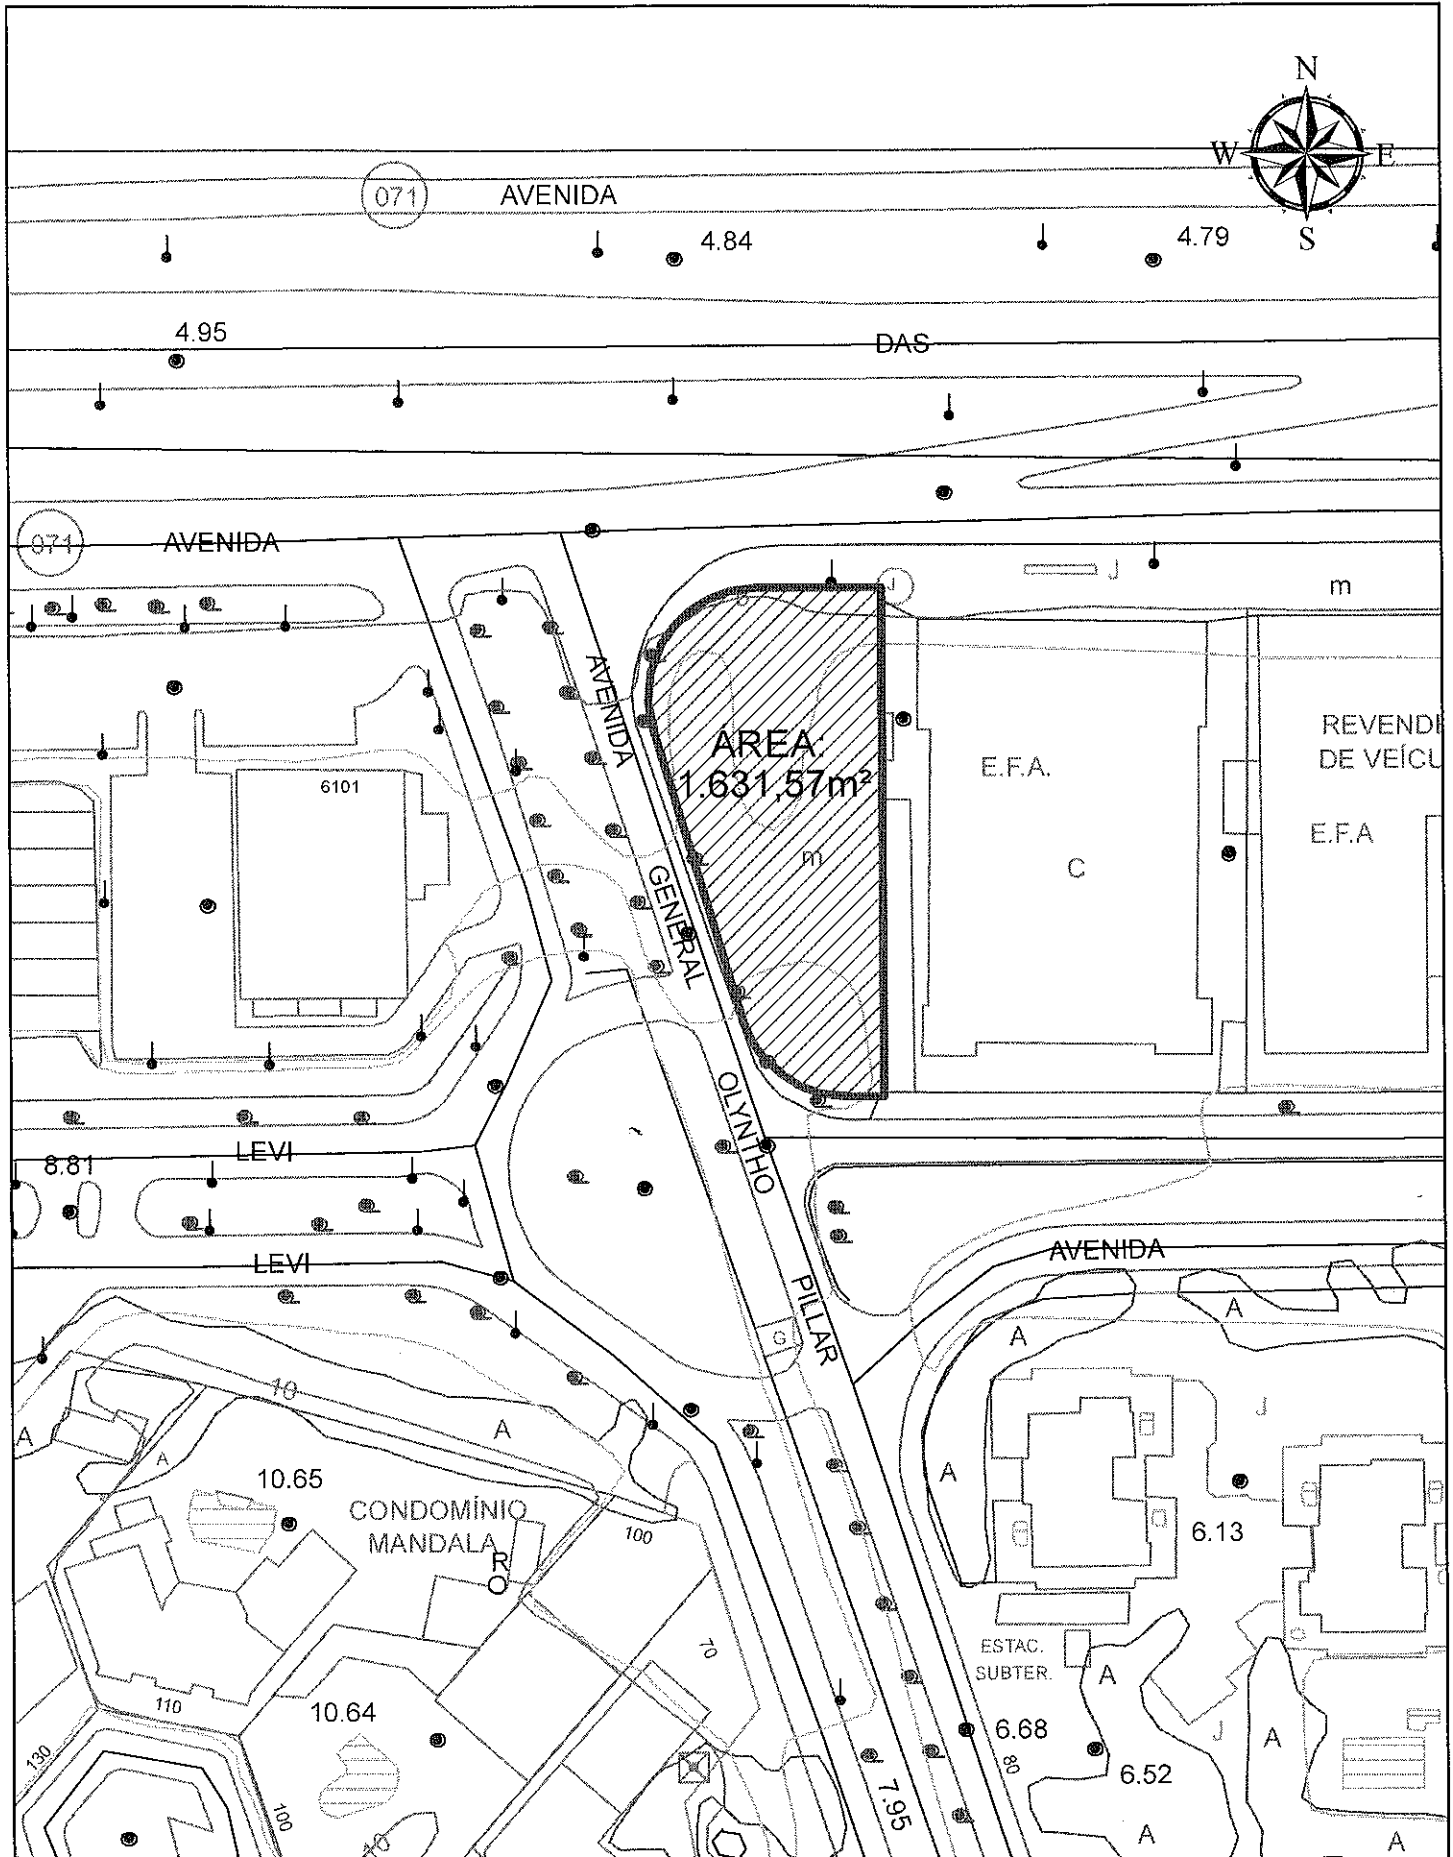 N
W E
S
071 AVENIDA
4.84
4.79
4.95
DAS
071 AVENIDA
J
J
m
AVENIDA
ÁREA:
1.631,57m²
m
6101
E.F.A.
C
REVENDE
DE VEÍCU
E.F.A
GENERAL
OLYNTHO
PILLAR
LEVI
8.81
LEVI
AVENIDA
G
A
A
A
J
10
A
A
A
A
10.65
CONDOMÍNIO
MANDALA
R
100
6.13
70
ESTAC.
SUBTER.
A
110
10.64
6.68
J
A
130
80
6.52
7.95
100
A
A